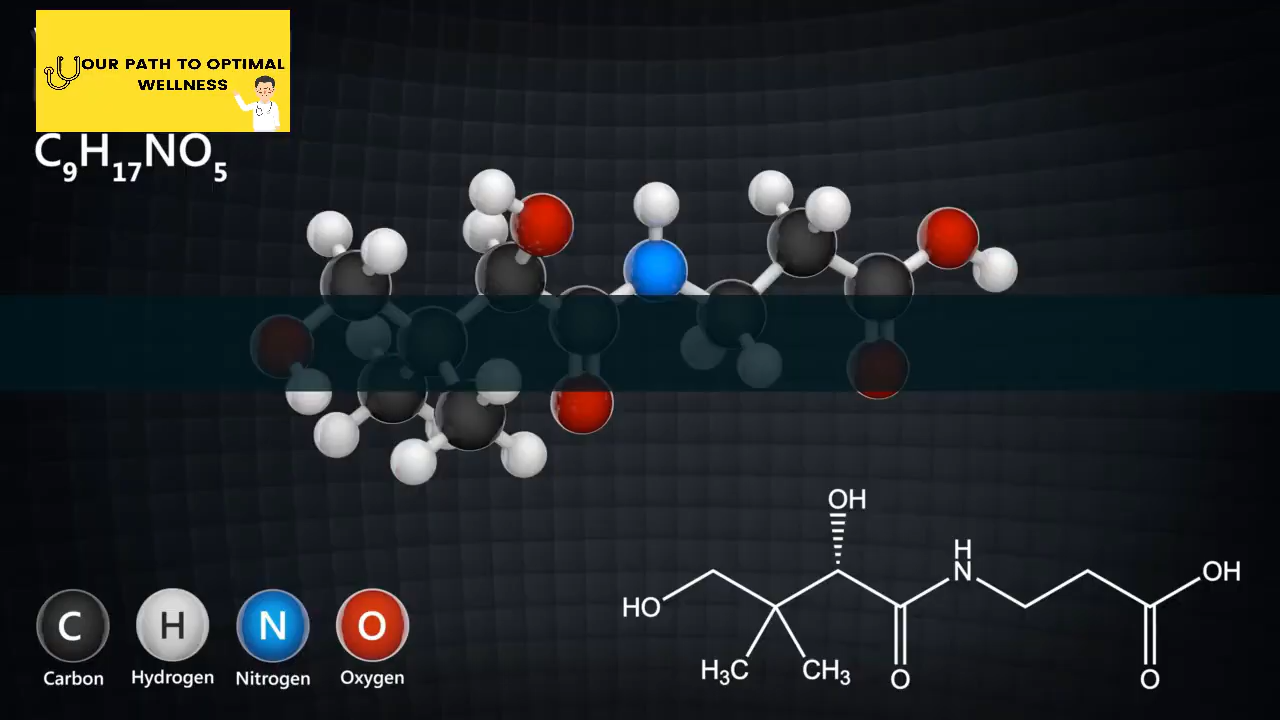 OUR PATH TO OPTIMAL
WELLNESS
C9H17NO5
OH
H
N
OH
HO
H3C
CH3
O
O
C
H
N
O
Carbon
Hydrogen
Nitrogen
Oxygen